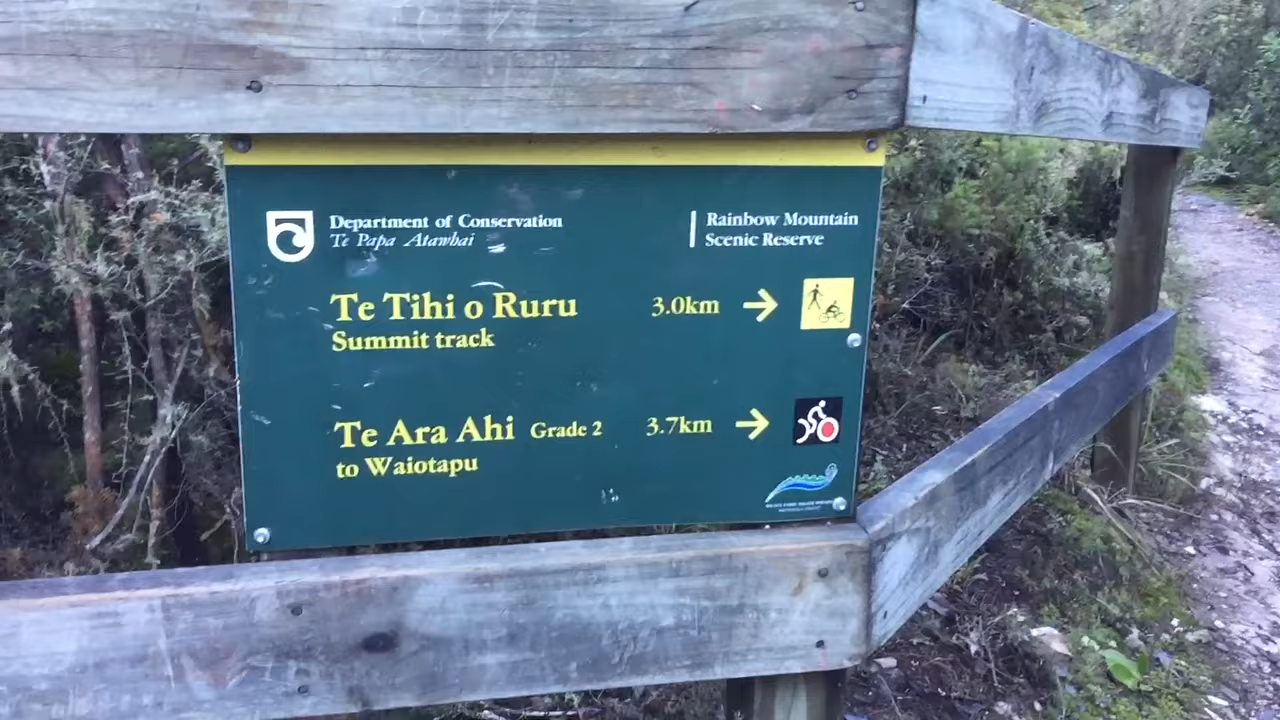 Department of Conservation
Te Papa Atawhai
Rainbow Mountain
Scenic Reserve
Te Tihi o Ruru 3.0km →
Summit track
Te Ara Ahi Grade 2 3.7km →
to Waiotapu